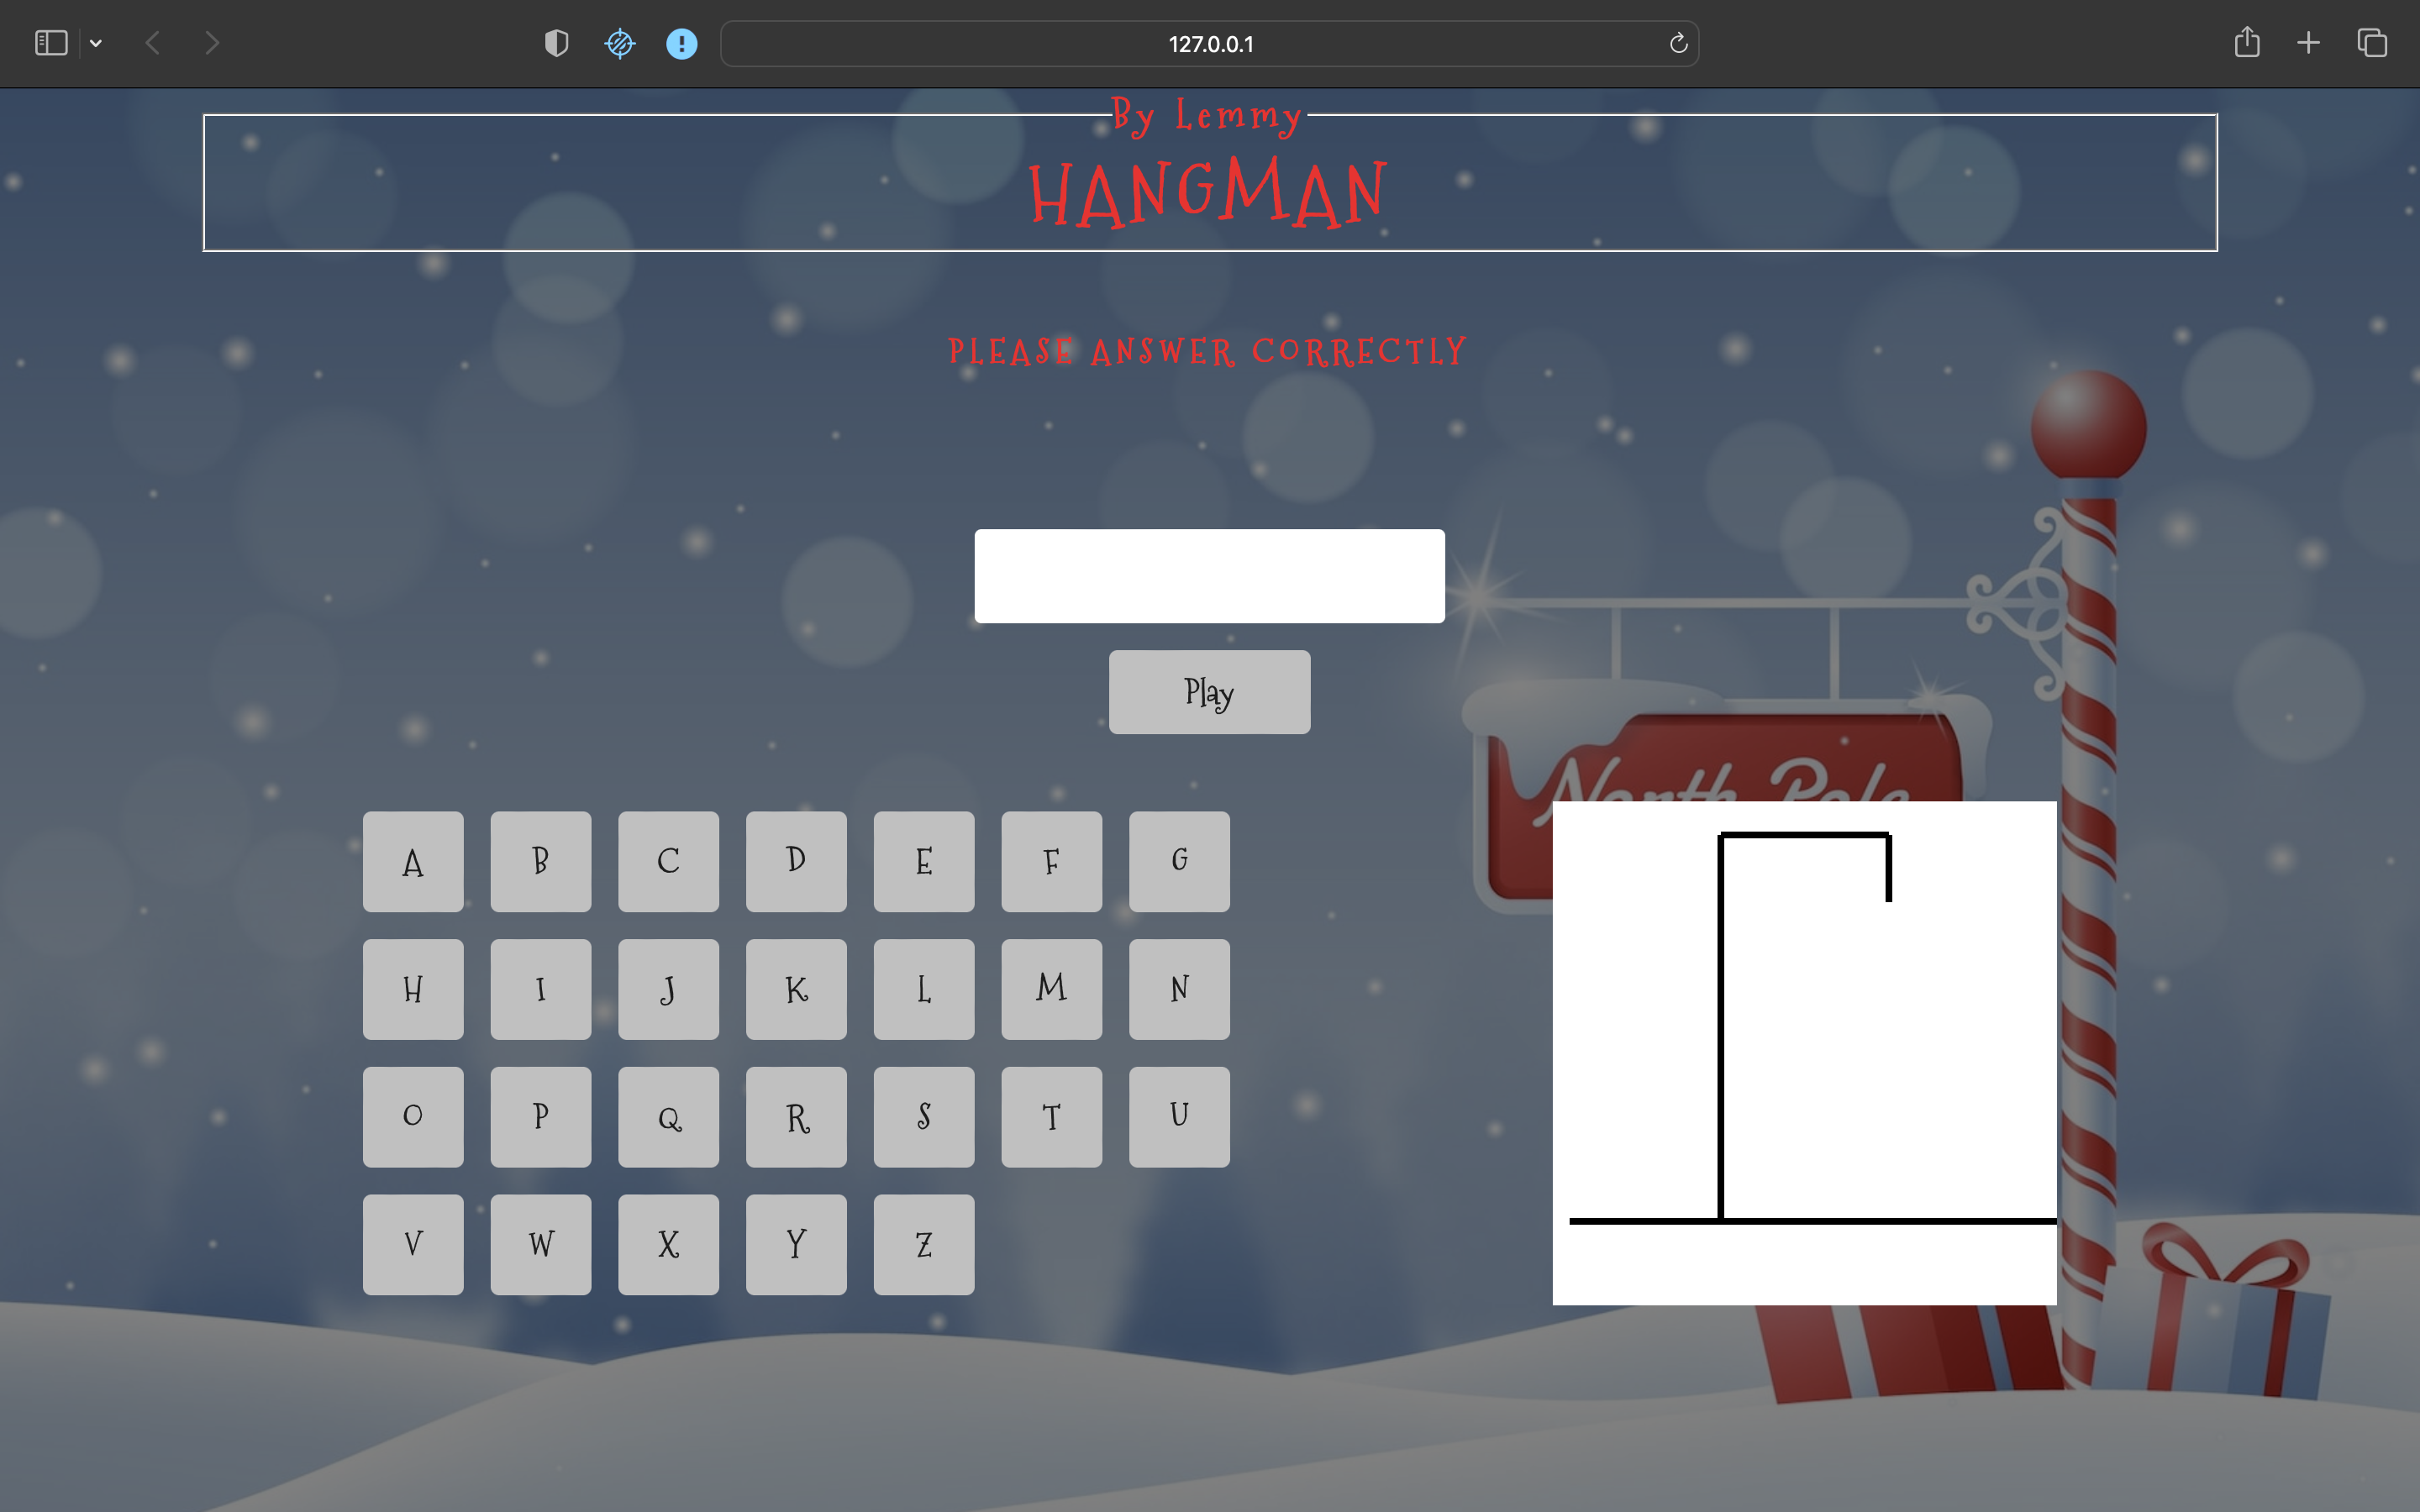 127.0.0.1
By Lemmy
HANGMAN
PLEASE ANSWER CORRECTLY
Play
North Pole
A B C D E F G
H I J K L M N
O P Q R S T U
V W X Y Z